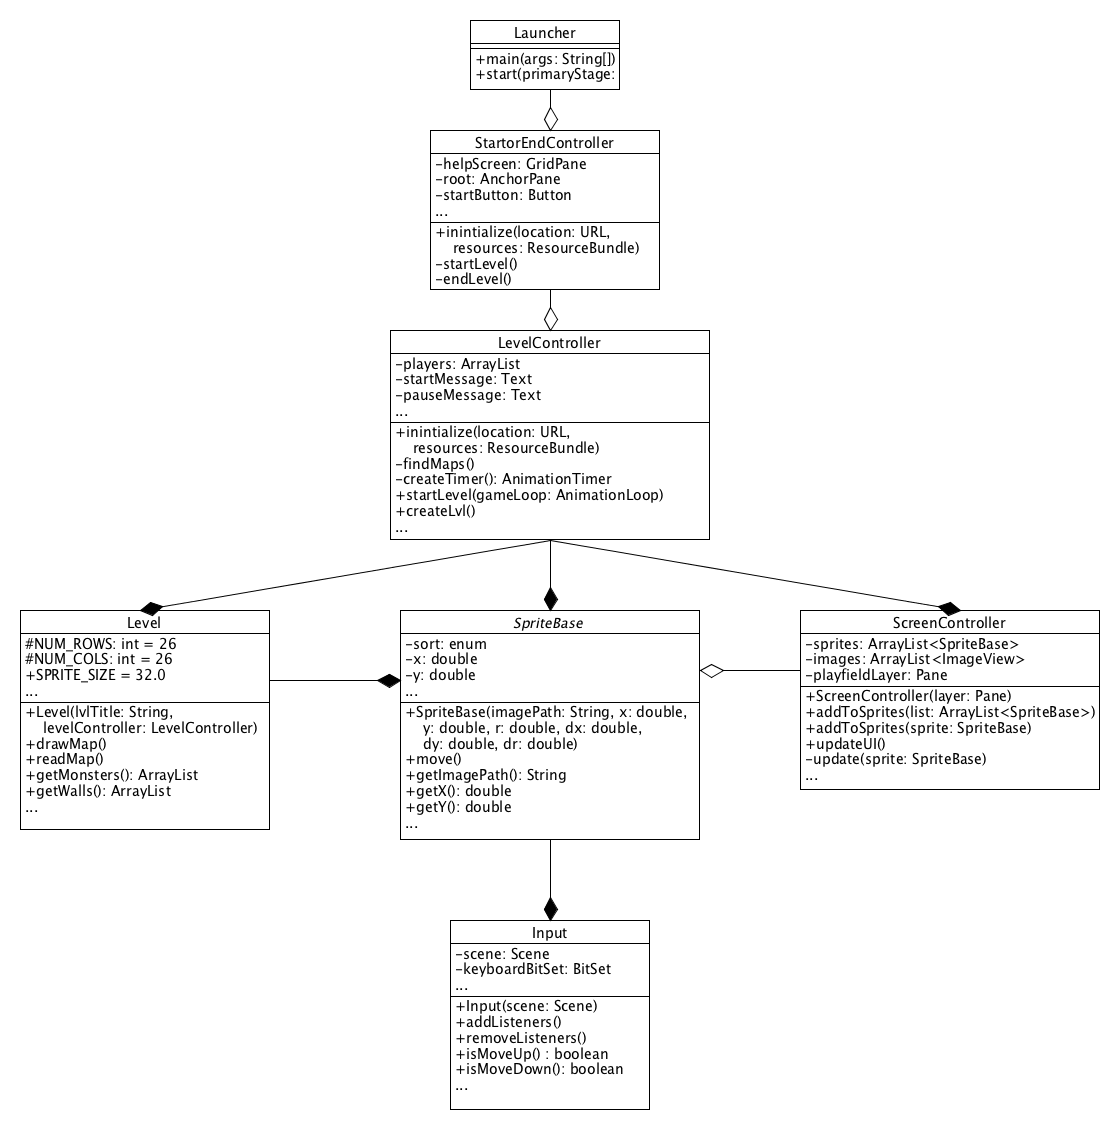 Launcher
+main(args: String[])
+start(primaryStage:
StartorEndController
-helpScreen: GridPane
-root: AnchorPane
-startButton: Button
...
+inintialize(location: URL,
resources: ResourceBundle)
-startLevel()
-endLevel()
LevelController
-players: ArrayList
-startMessage: Text
-pauseMessage: Text
...
+inintialize(location: URL,
resources: ResourceBundle)
-findMaps()
-createTimer(): AnimationTimer
+startLevel(gameLoop: AnimationLoop)
+createLvl()
...
Level
#NUM_ROWS: int = 26
#NUM_COLS: int = 26
+SPRITE_SIZE = 32.0
...
+Level(lvlTitle: String,
levelController: LevelController)
+drawMap()
+readMap()
+getMonsters(): ArrayList
+getWalls(): ArrayList
...
SpriteBase
-sort: enum
-x: double
-y: double
...
+SpriteBase(imagePath: String, x: double,
y: double, r: double, dx: double,
dy: double, dr: double)
+move()
+getImagePath(): String
+getX(): double
+getY(): double
...
ScreenController
-sprites: ArrayList<SpriteBase>
-images: ArrayList<ImageView>
-playfieldLayer: Pane
+ScreenController(layer: Pane)
+addToSprites(list: ArrayList<SpriteBase>)
+addToSprites(sprite: SpriteBase)
+updateUI()
-update(sprite: SpriteBase)
...
Input
-scene: Scene
-keyboardBitSet: BitSet
...
+Input(scene: Scene)
+addListeners()
+removeListeners()
+isMoveUp() : boolean
+isMoveDown(): boolean
...